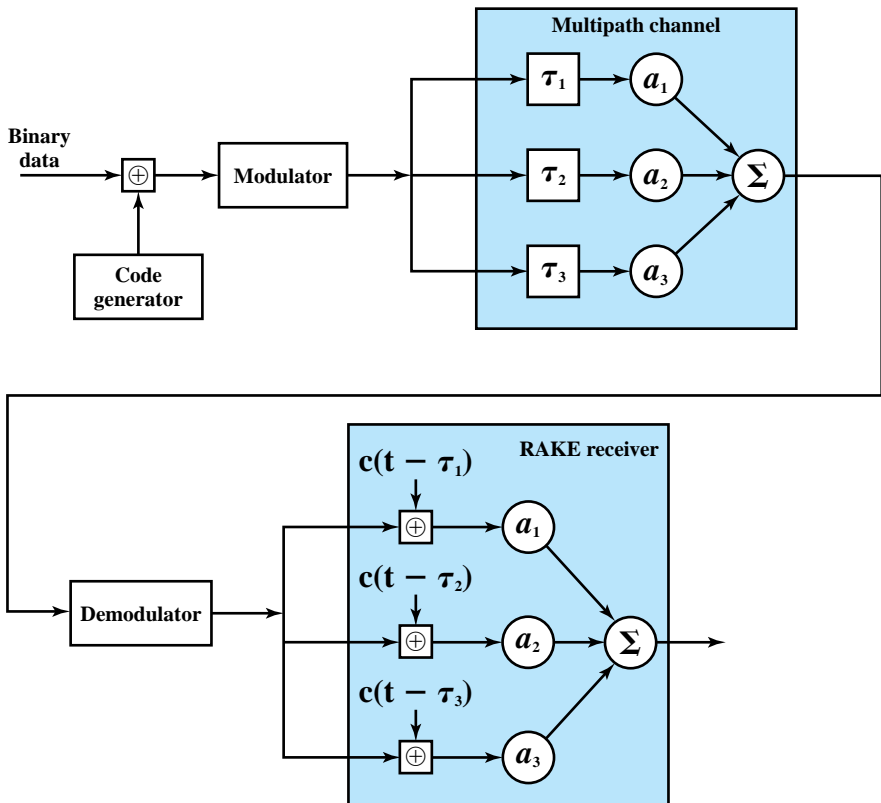 Multipath channel
τ₁
a₁
Binary
data
⊕
Modulator
τ₂
a₂
Σ
Code
generator
τ₃
a₃
RAKE receiver
c(t − τ₁)
⊕
a₁
Demodulator
c(t − τ₂)
⊕
a₂
Σ
c(t − τ₃)
⊕
a₃